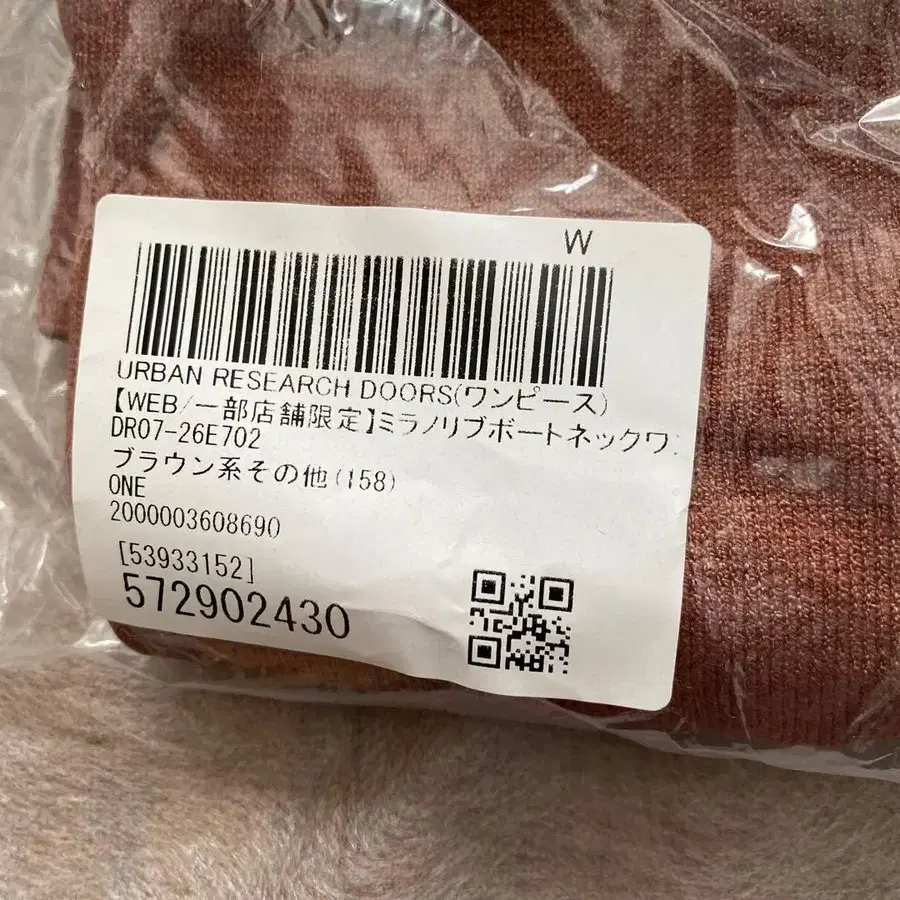 W
URBAN RESEARCH DOORS(ワンピース)
【WEB/一部店舗限定】ミラノリブボートネックワ
DR07-26E702
ブラウン系その他(158)
ONE
2000003608690
[53933152]
572902430